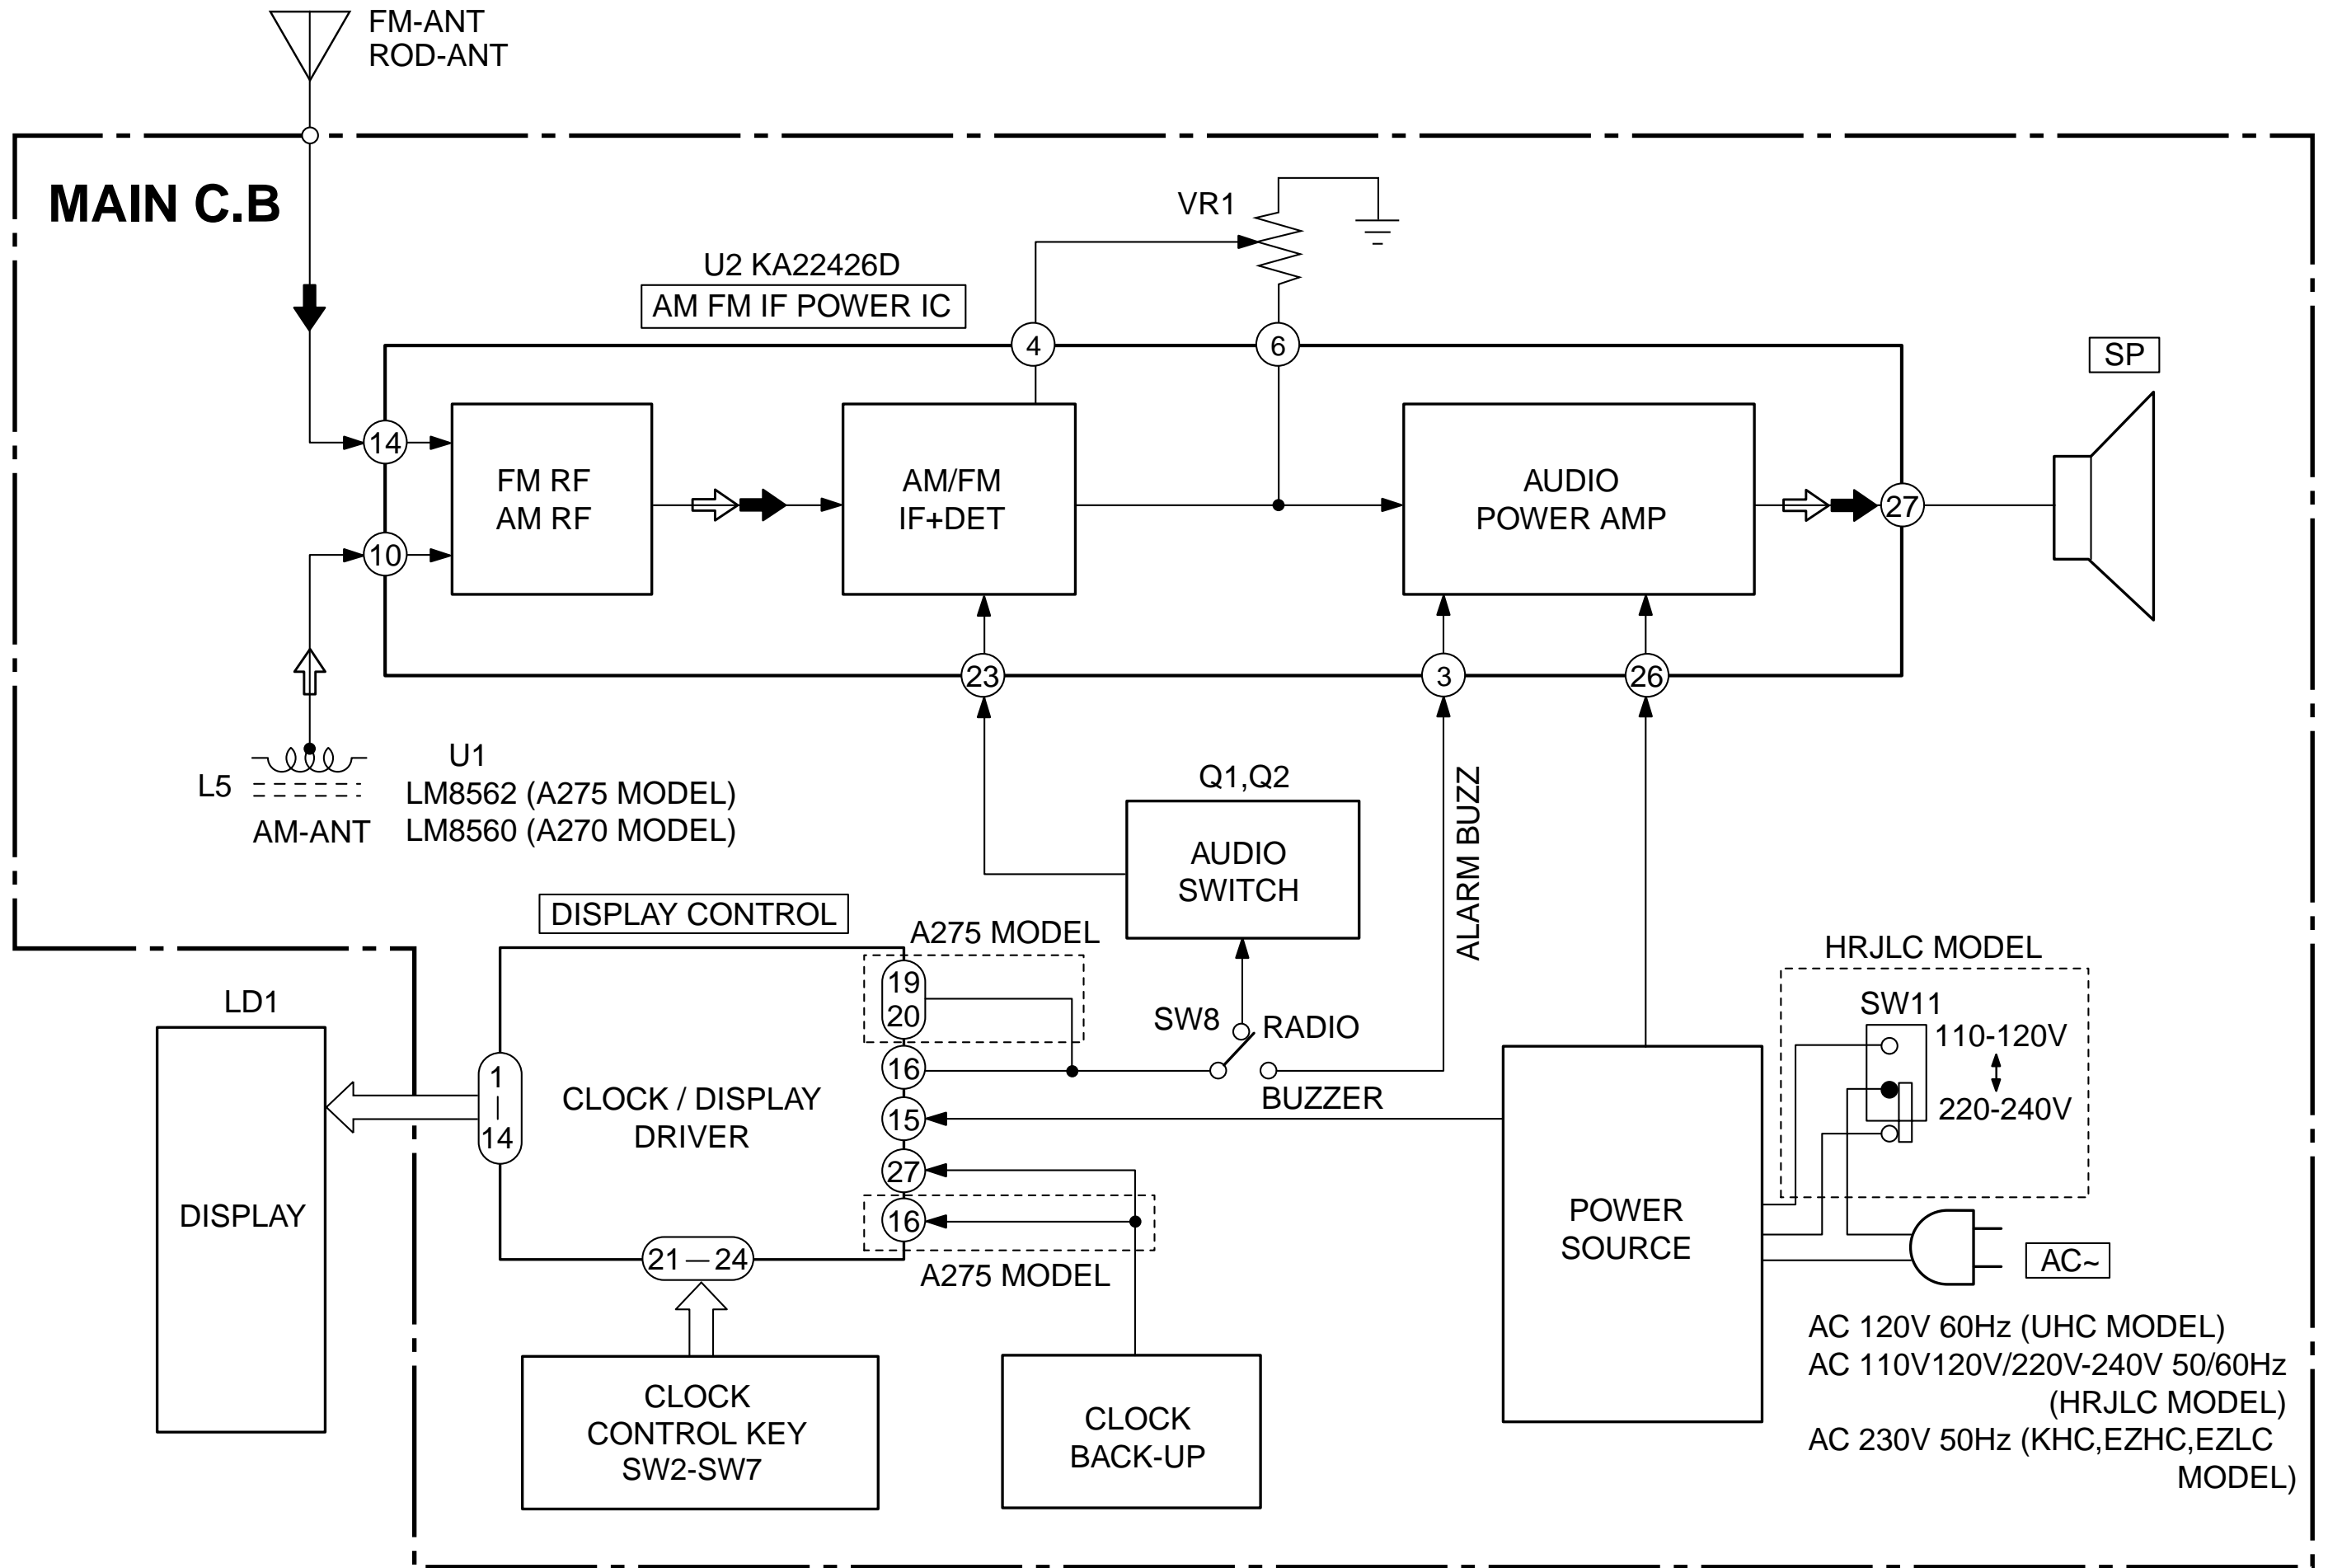 FM-ANT
ROD-ANT
MAIN C.B
VR1
U2 KA22426D
AM FM IF POWER IC
4
6
SP
14
FM RF
AM RF
AM/FM
IF+DET
AUDIO
POWER AMP
27
10
23
3
26
L5
AM-ANT
U1
LM8562 (A275 MODEL)
LM8560 (A270 MODEL)
Q1,Q2
AUDIO
SWITCH
ALARM BUZZ
DISPLAY CONTROL
A275 MODEL
19
20
16
15
27
16
A275 MODEL
SW8
RADIO
BUZZER
HRJLC MODEL
SW11
110-120V
220-240V
LD1
DISPLAY
1
14
CLOCK / DISPLAY
DRIVER
21 — 24
CLOCK
CONTROL KEY
SW2-SW7
CLOCK
BACK-UP
POWER
SOURCE
AC~
AC 120V 60Hz (UHC MODEL)
AC 110V120V/220V-240V 50/60Hz
(HRJLC MODEL)
AC 230V 50Hz (KHC,EZHC,EZLC
MODEL)